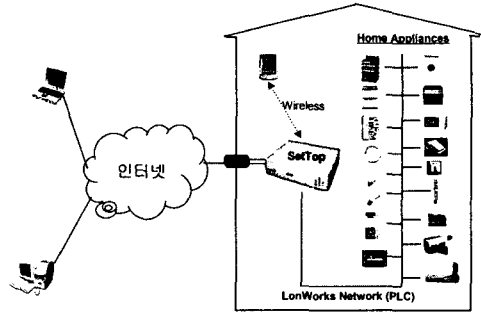 Home Appliances
Wireless
SetTop
인터넷
LonWorks Network (PLC)